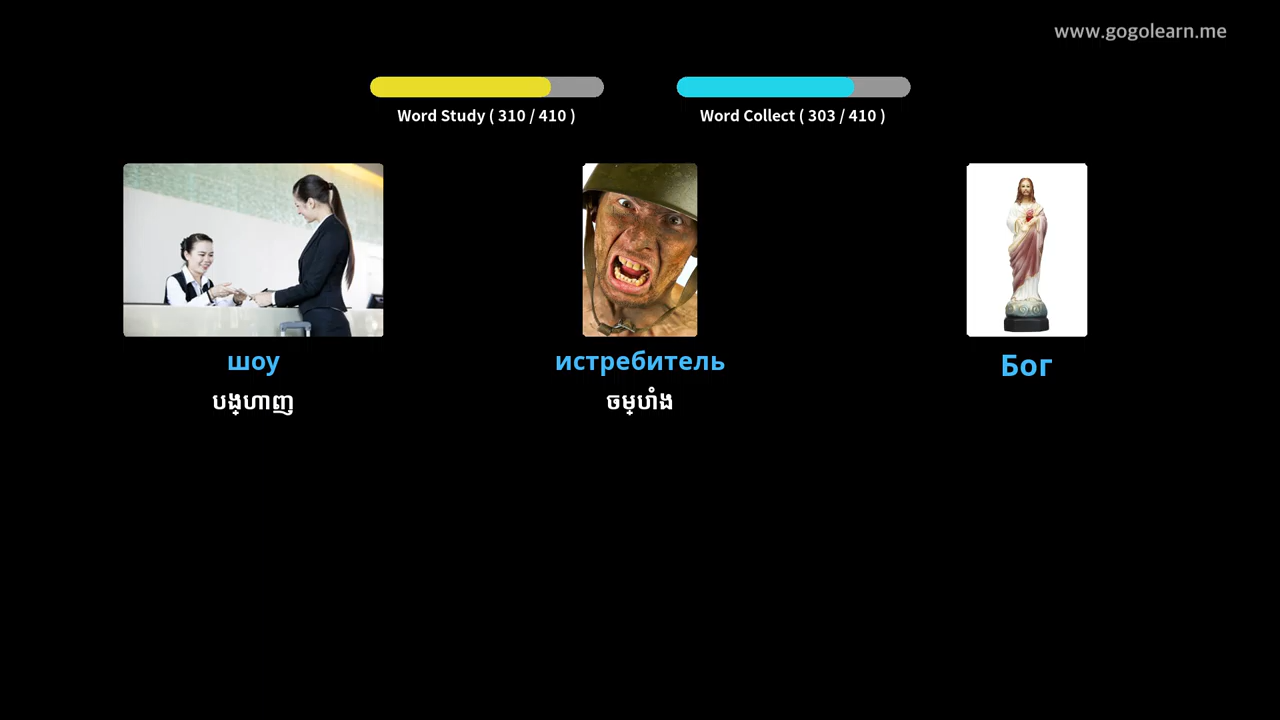 www.gogolearn.me
Word Study ( 310 / 410 )
Word Collect ( 303 / 410 )
шоу
истребитель
Бог
បង្ហាញ
ចម្បាំង